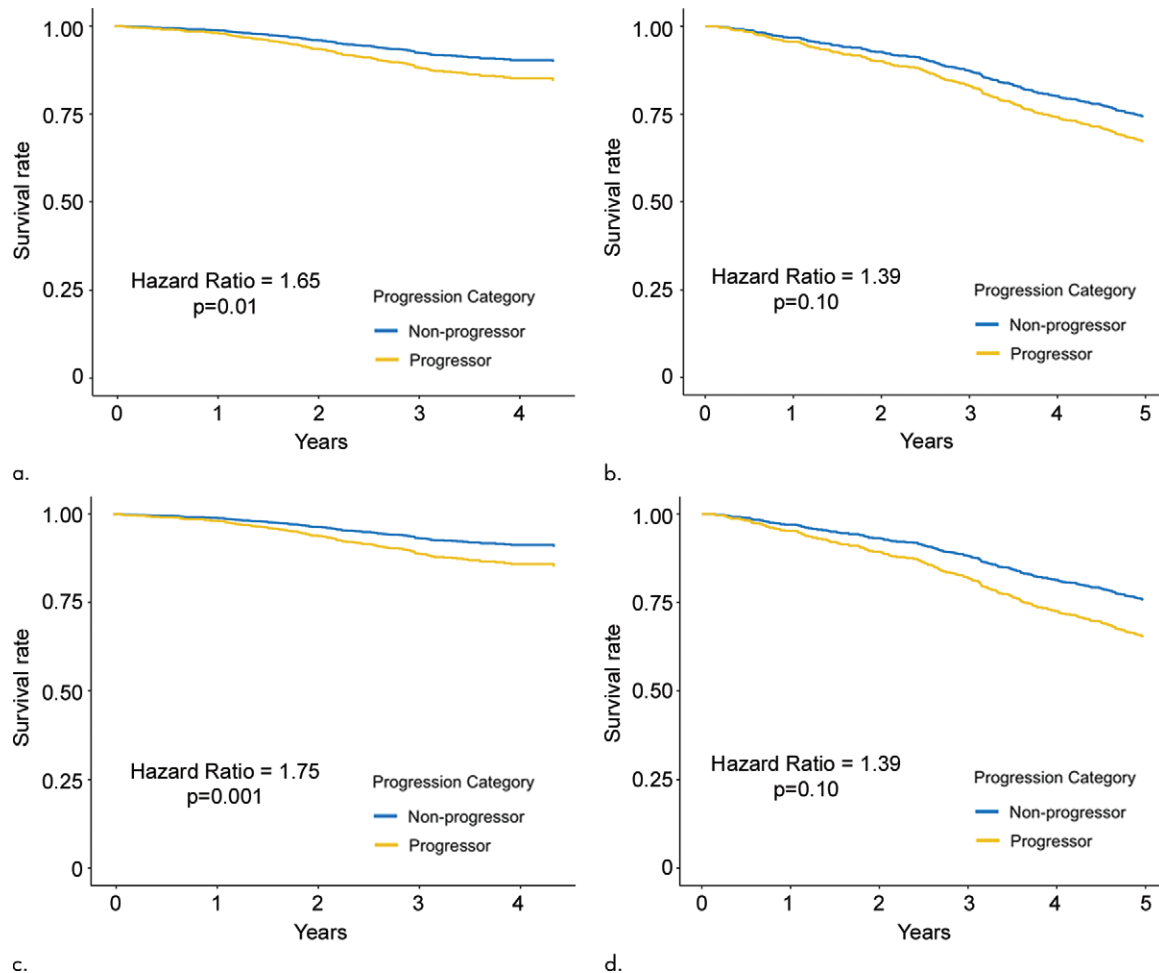 1.00
0.75
0.50
0.25
0
Survival rate
Hazard Ratio = 1.65
p=0.01
Progression Category
Non-progressor
Progressor
0 1 2 3 4
Years
a.
1.00
0.75
0.50
0.25
0
Survival rate
Hazard Ratio = 1.39
p=0.10
Progression Category
Non-progressor
Progressor
0 1 2 3 4 5
Years
b.
1.00
0.75
0.50
0.25
0
Survival rate
Hazard Ratio = 1.75
p=0.001
Progression Category
Non-progressor
Progressor
0 1 2 3 4
Years
c.
1.00
0.75
0.50
0.25
0
Survival rate
Hazard Ratio = 1.39
p=0.10
Progression Category
Non-progressor
Progressor
0 1 2 3 4 5
Years
d.